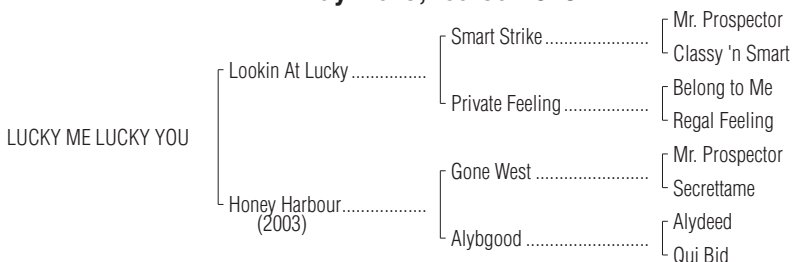 Mr. Prospector
Smart Strike
Classy 'n Smart
Lookin At Lucky
Belong to Me
Private Feeling
Regal Feeling
LUCKY ME LUCKY YOU
Mr. Prospector
Gone West
Secrettame
Honey Harbour
(2003)
Alydeed
Alybgood
Qui Bid